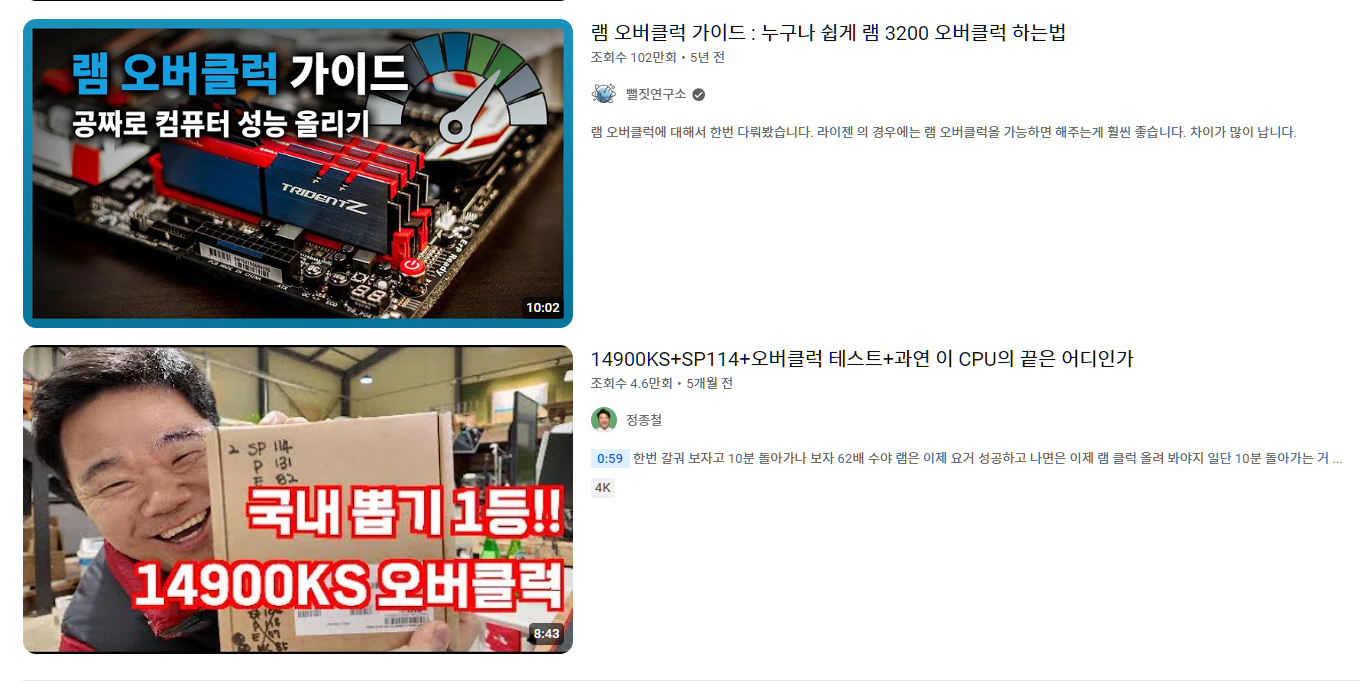 램 오버클럭 가이드
공짜로 컴퓨터 성능 올리기
TRIDENT Z
10:02
램 오버클럭 가이드 : 누구나 쉽게 램 3200 오버클럭 하는법
조회수 102만회 • 5년 전
뻘짓연구소
램 오버클럭에 대해서 한번 다뤄봤습니다. 라이젠 의 경우에는 램 오버클럭을 가능하면 해주는게 훨씬 좋습니다. 차이가 많이 납니다.
2 SP 114
P 131
E 82
국내 뽑기 1등!!
14900KS 오버클럭
8:43
14900KS+SP114+오버클럭 테스트+과연 이 CPU의 끝은 어디인가
조회수 4.6만회 • 5개월 전
정종철
0:59 한번 갈궈 보자고 10분 돌아가나 보자 62배 수야 램은 이제 요거 성공하고 나면은 이제 램 클럭 올려 봐야지 일단 10분 돌아가는 거 ...
4K